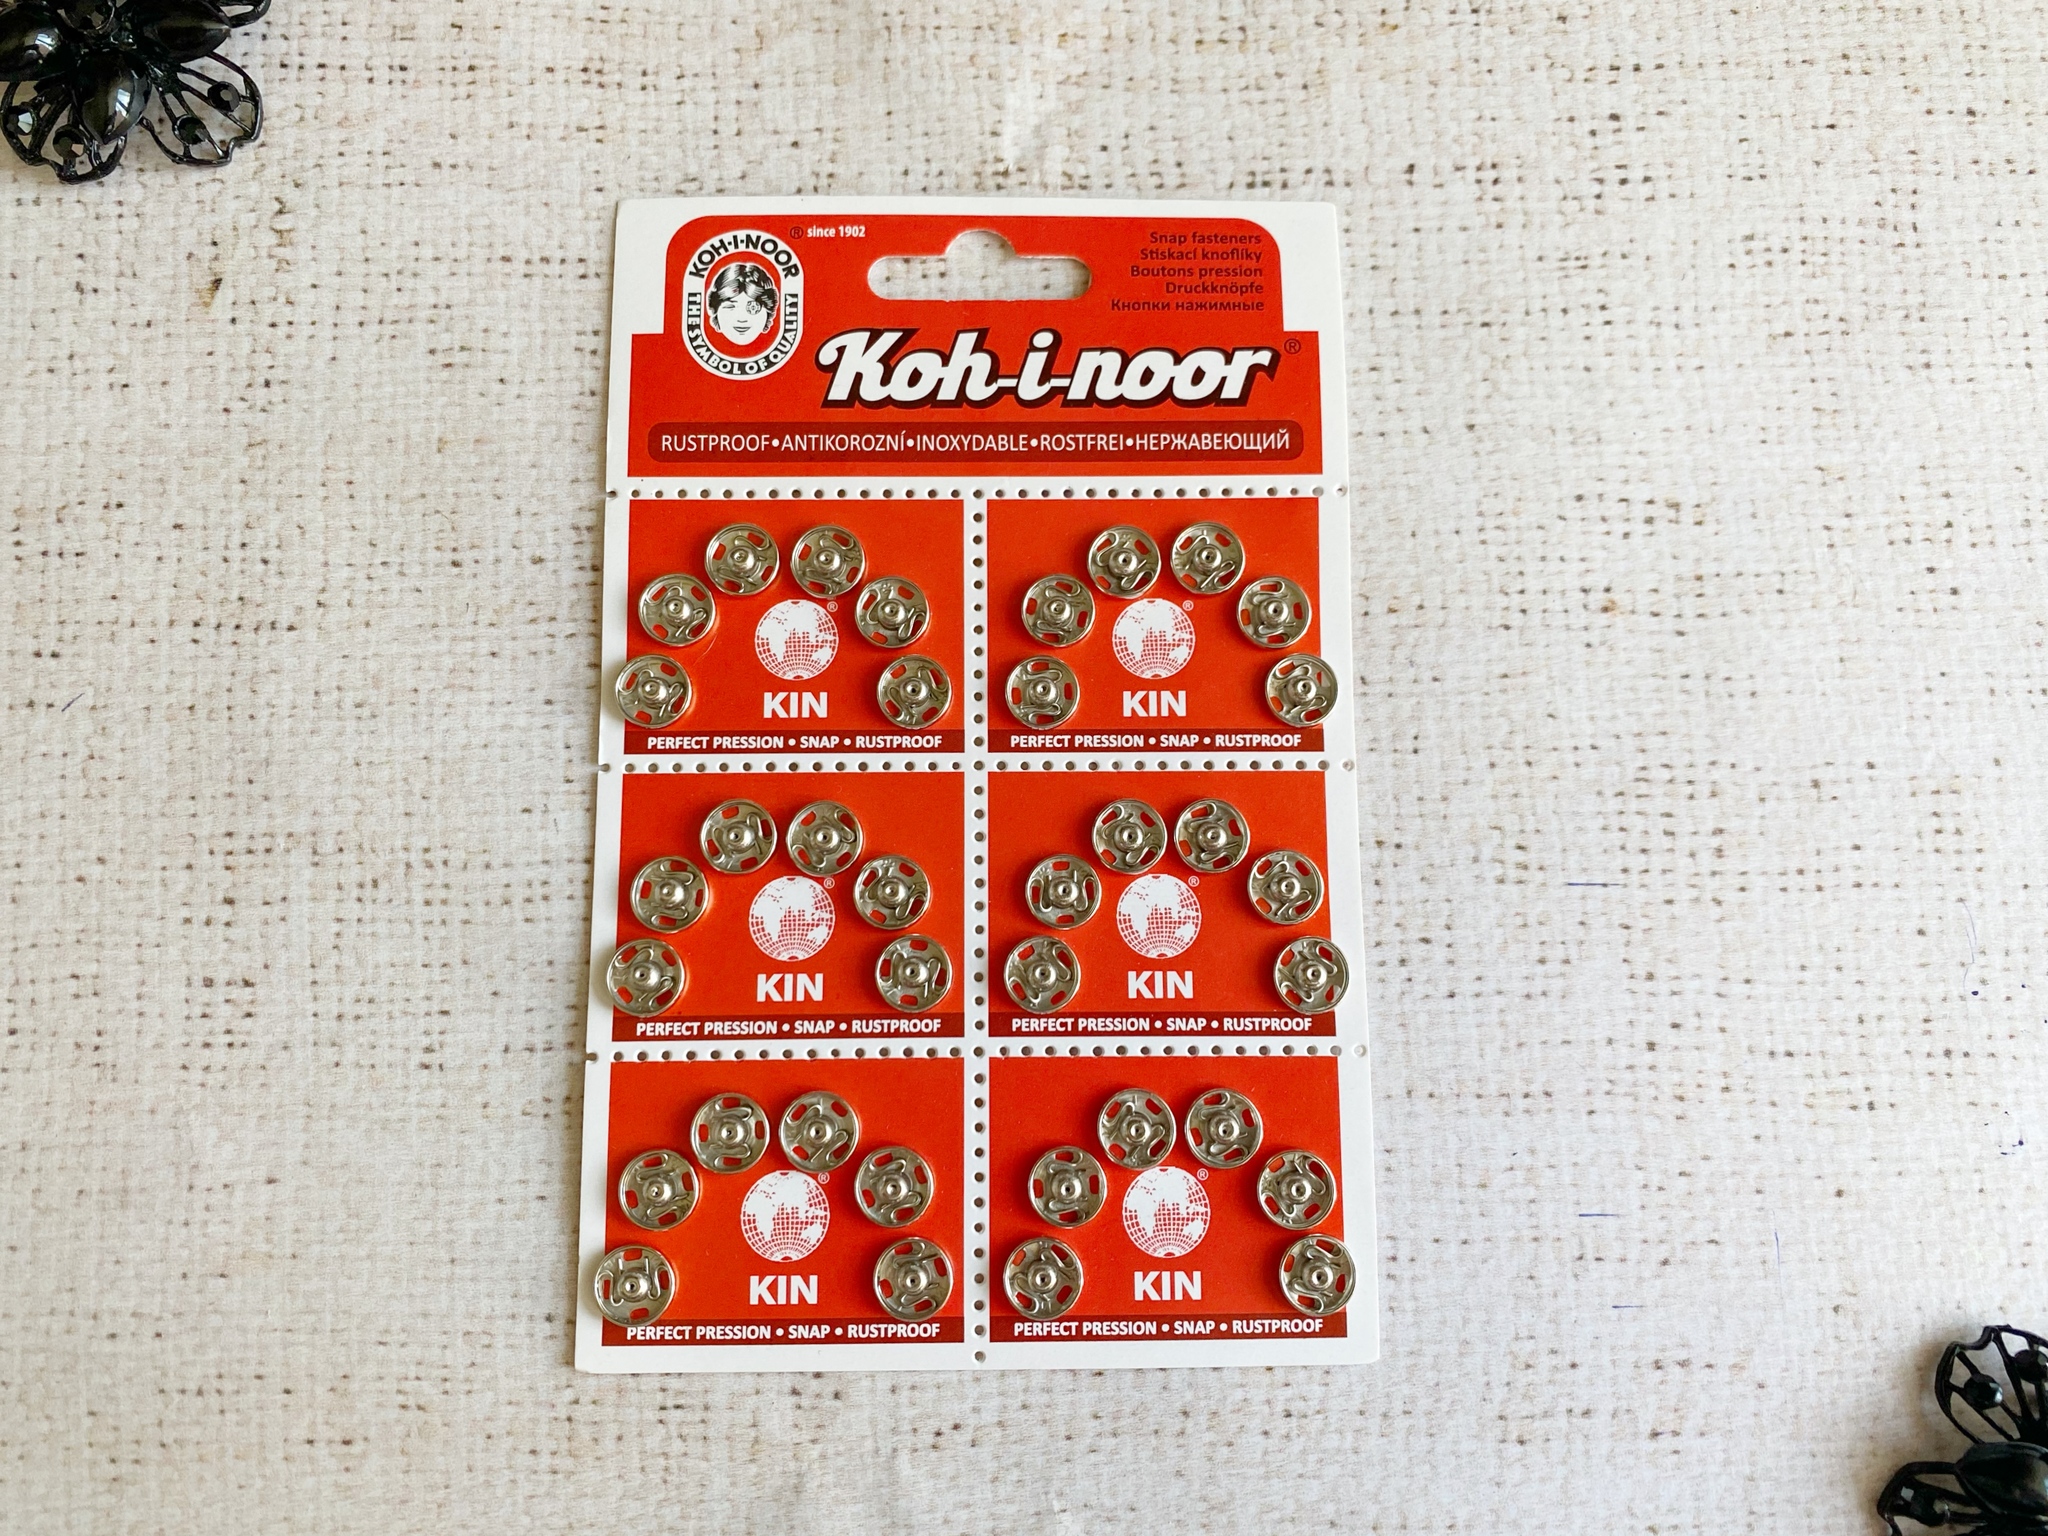 ® since 1902
KOH-I-NOOR
THE SYMBOL OF QUALITY
Snap fasteners
Stiskací knoflíky
Boutons pression
Druckknöpfe
Кнопки нажимные
Koh-i-noor®
RUSTPROOF•ANTIKOROZNÍ•INOXYDABLE•ROSTFREI•НЕРЖАВЕЮЩИЙ
®
KIN
PERFECT PRESSION • SNAP • RUSTPROOF
®
KIN
PERFECT PRESSION • SNAP • RUSTPROOF
®
KIN
PERFECT PRESSION • SNAP • RUSTPROOF
®
KIN
PERFECT PRESSION • SNAP • RUSTPROOF
®
KIN
PERFECT PRESSION • SNAP • RUSTPROOF
®
KIN
PERFECT PRESSION • SNAP • RUSTPROOF